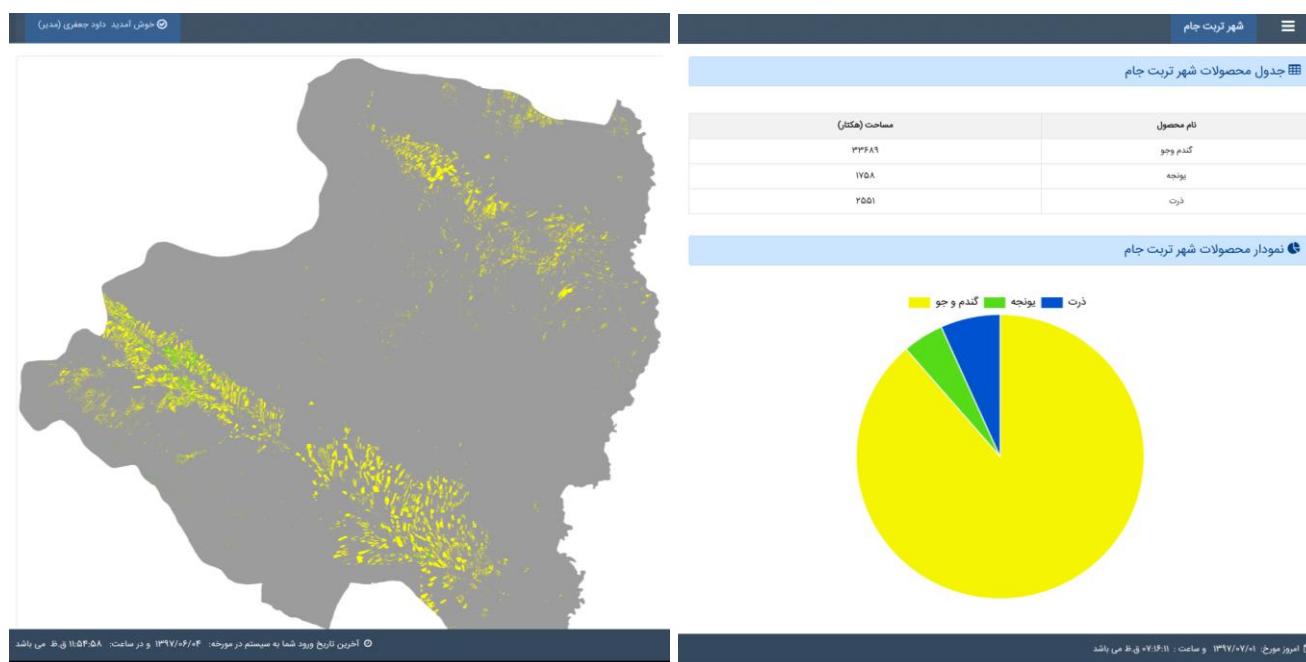 خوش آمدید داود جعفری (مدیر)
آخرین تاریخ ورود شما به سیستم در مورخه: ۱۳۹۷/۰۶/۰۴ و در ساعت: ۱۱:۵۴:۵۸ ق.ظ می باشد
شهر تربت جام
جدول محصولات شهر تربت جام
نام محصول مساحت (هکتار)
گندم وجو ۳۳۶۸۹
یونجه ۱۷۵۸
ذرت ۲۵۵۱
نمودار محصولات شهر تربت جام
ذرت یونجه گندم و جو
امروز مورخ: ۱۳۹۷/۰۷/۰۱ و ساعت : ۰۷:۱۶:۱۱ ق.ظ می باشد